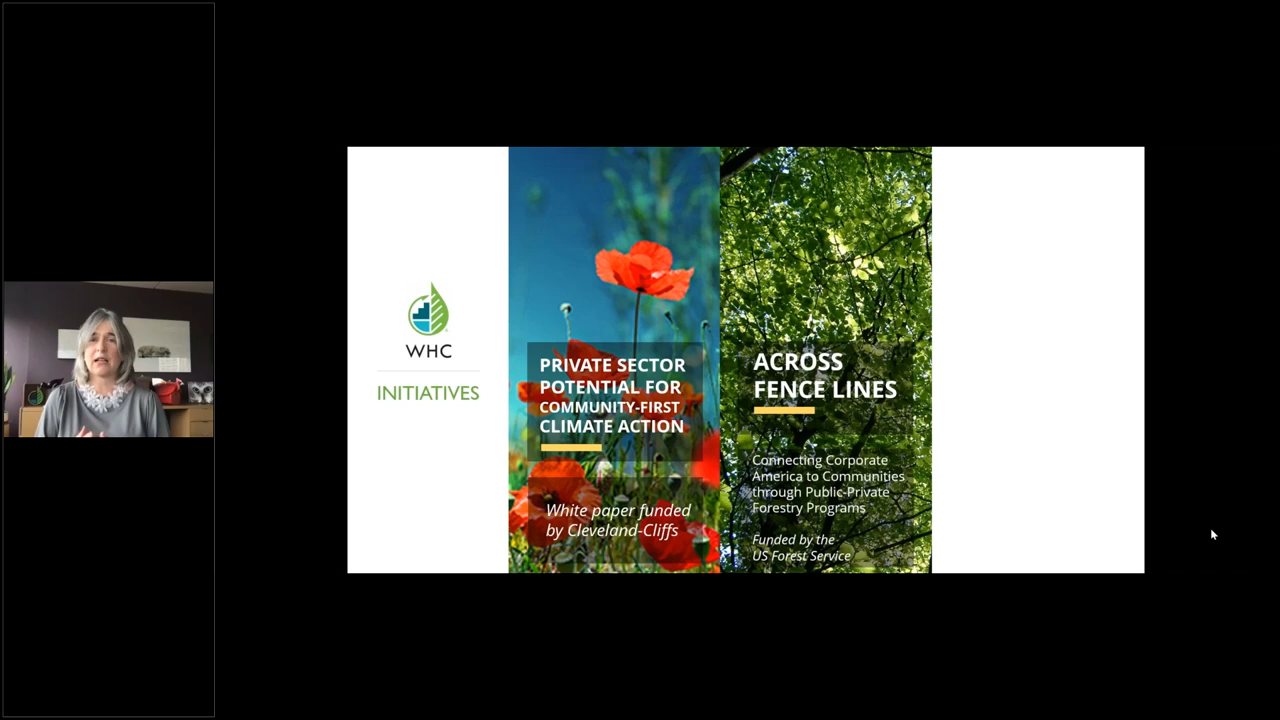 WHC
INITIATIVES
PRIVATE SECTOR
POTENTIAL FOR
COMMUNITY-FIRST
CLIMATE ACTION
White paper funded
by Cleveland-Cliffs
ACROSS
FENCE LINES
Connecting Corporate
America to Communities
through Public-Private
Forestry Programs
Funded by the
US Forest Service